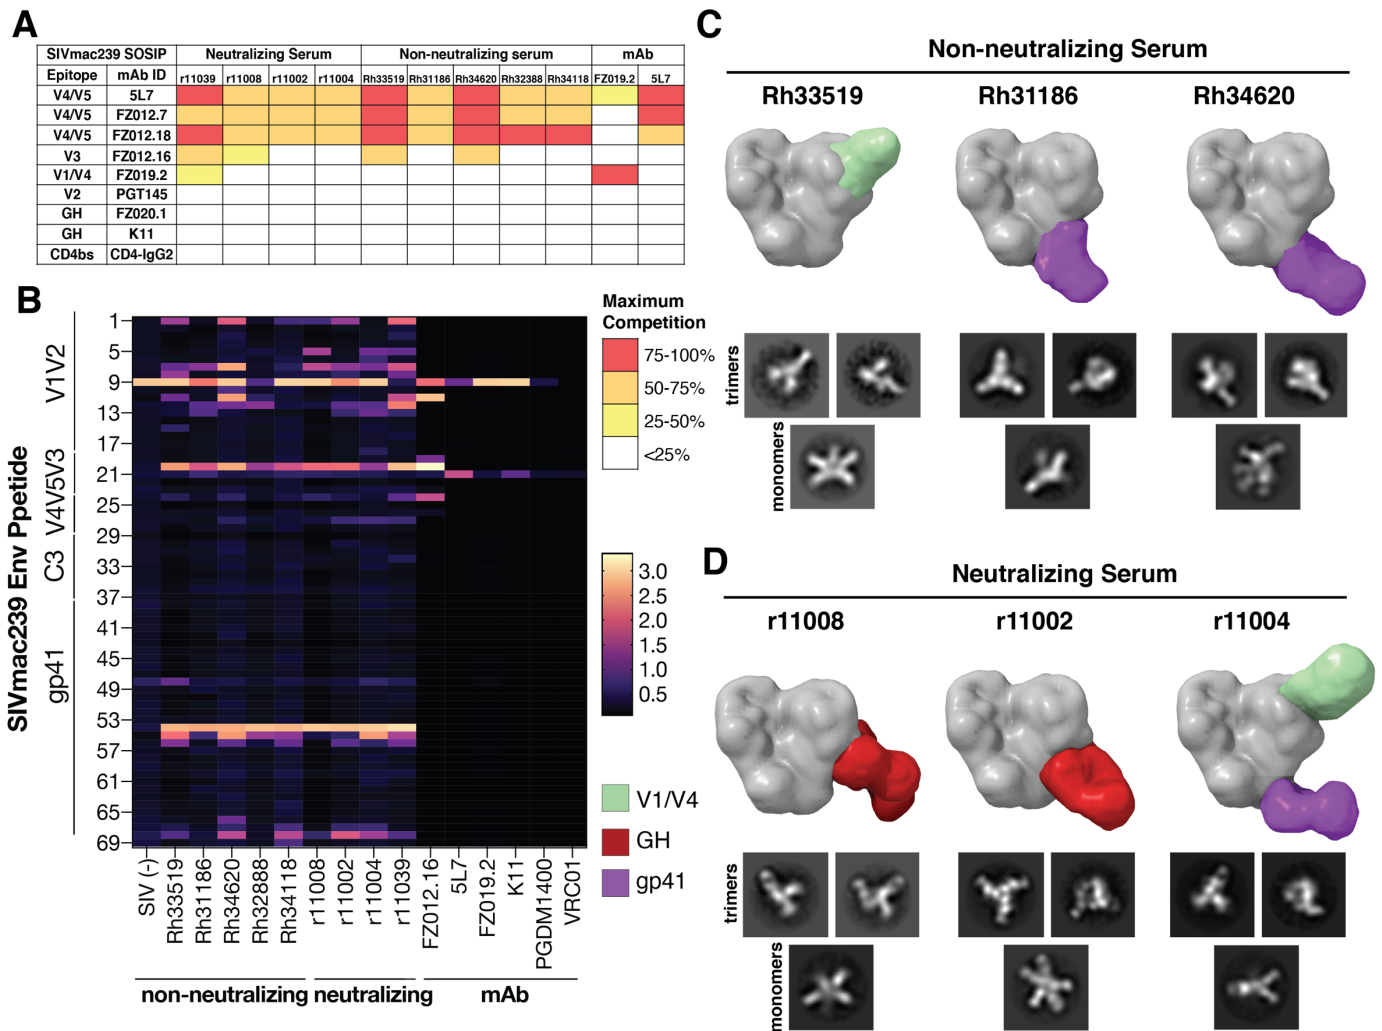 A
SIVmac239 SOSIP Neutralizing Serum Non-neutralizing serum mAb
Epitope mAb ID r11039 r11008 r11002 r11004 Rh33519 Rh31186 Rh34620 Rh32388 Rh34118 FZ019.2 5L7
V4/V5 5L7
V4/V5 FZ012.7
V4/V5 FZ012.18
V3 FZ012.16
V1/V4 FZ019.2
V2 PGT145
GH FZ020.1
GH K11
CD4bs CD4-IgG2
B
SIVmac239 Env Ppetide
V1V2
V3
V4V5
C3
gp41
1
5
9
13
17
21
25
29
33
37
41
45
49
53
57
61
65
69
SIV (-)
Rh33519
Rh31186
Rh34620
Rh32888
Rh34118
r11008
r11002
r11004
r11039
FZ012.16
5L7
FZ019.2
K11
PGDM1400
VRC01
non-neutralizing neutralizing mAb
Maximum
Competition
75-100%
50-75%
25-50%
<25%
3.0
2.5
2.0
1.5
1.0
0.5
V1/V4
GH
gp41
C
Non-neutralizing Serum
Rh33519 Rh31186 Rh34620
trimers
monomers
D
Neutralizing Serum
r11008 r11002 r11004
trimers
monomers